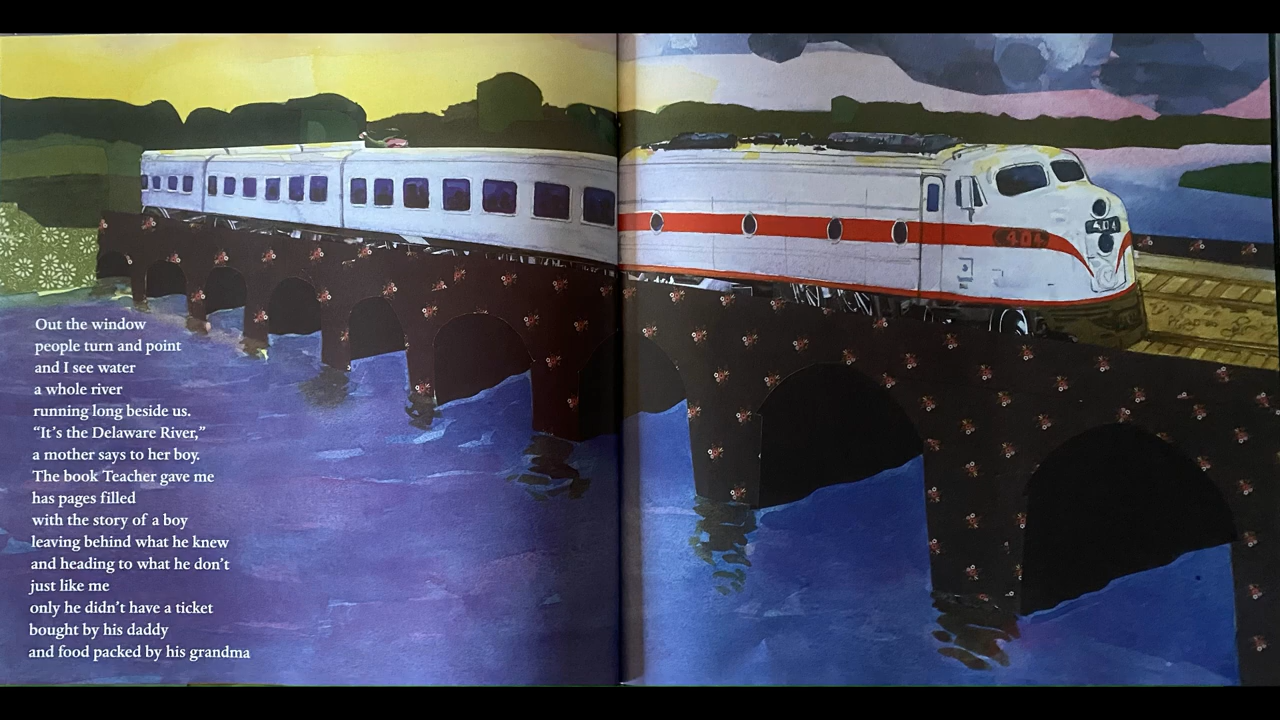 Out the window
people turn and point
and I see water
a whole river
running long beside us.
“It’s the Delaware River,”
a mother says to her boy.
The book Teacher gave me
has pages filled
with the story of a boy
leaving behind what he knew
and heading to what he don’t
just like me
only he didn’t have a ticket
bought by his daddy
and food packed by his grandma
404
404